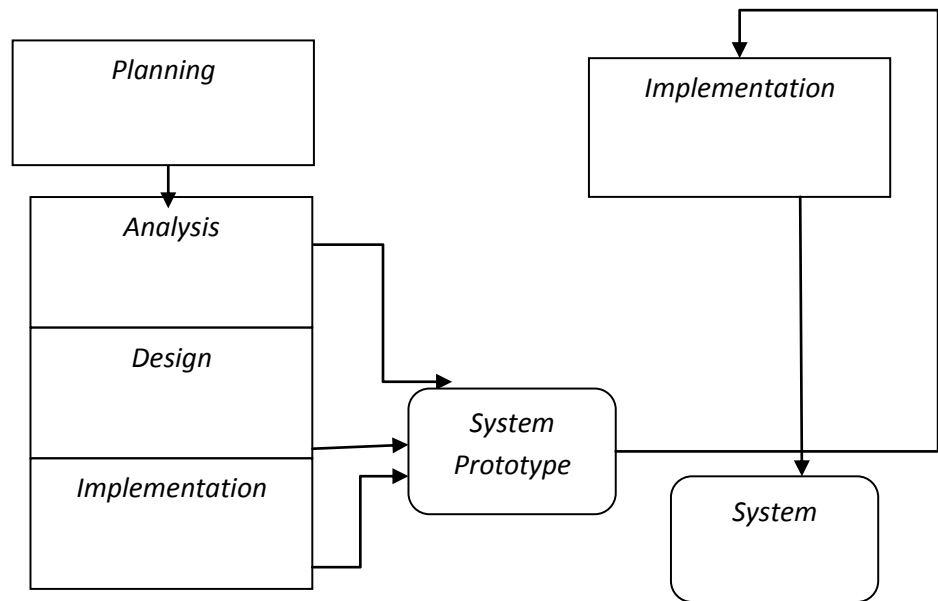 Planning
Analysis
Design
Implementation
System
Prototype
Implementation
System